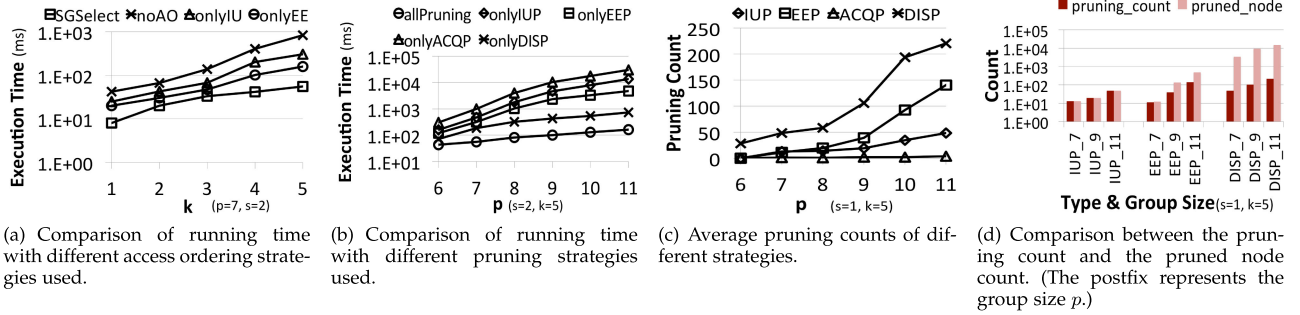 SGSelect noAO onlyIU onlyEE
Execution Time (ms)
1.E+03
1.E+02
1.E+01
1.E+00
1 2 3 4 5
k (p=7, s=2)
(a) Comparison of running time
with different access ordering strate-
gies used.
allPruning onlyIUP onlyEEP
onlyACQP onlyDISP
Execution Time (ms)
1.E+05
1.E+04
1.E+03
1.E+02
1.E+01
6 7 8 9 10 11
p (s=2, k=5)
(b) Comparison of running time
with different pruning strategies
used.
IUP EEP ACQP DISP
Pruning Count
250
200
150
100
50
0
6 7 8 9 10 11
p (s=1, k=5)
(c) Average pruning counts of dif-
ferent strategies.
pruning_count pruned_node
Count
1.E+05
1.E+04
1.E+03
1.E+02
1.E+01
1.E+00
IUP_7
IUP_9
IUP_11
EEP_7
EEP_9
EEP_11
DISP_7
DISP_9
DISP_11
Type & Group Size(s=1, k=5)
(d) Comparison between the prun-
ing count and the pruned node
count. (The postfix represents the
group size p.)